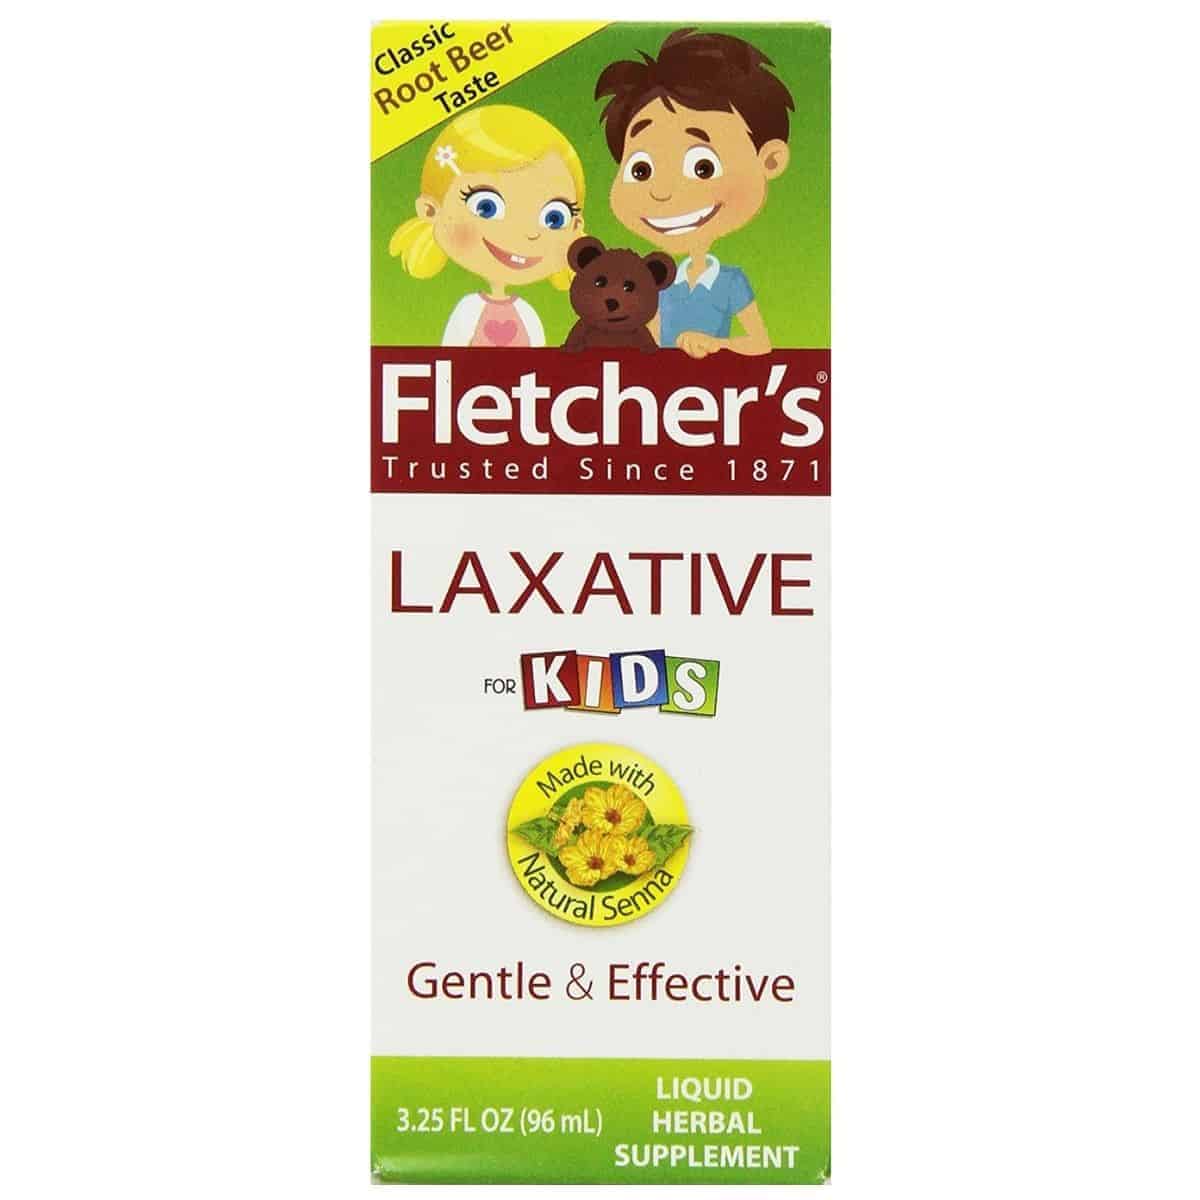 Classic
Root Beer
Taste
Fletcher's®
Trusted Since 1871
LAXATIVE
FOR KIDS
Made with
Natural Senna
Gentle & Effective
3.25 FL OZ (96 mL)
LIQUID
HERBAL
SUPPLEMENT